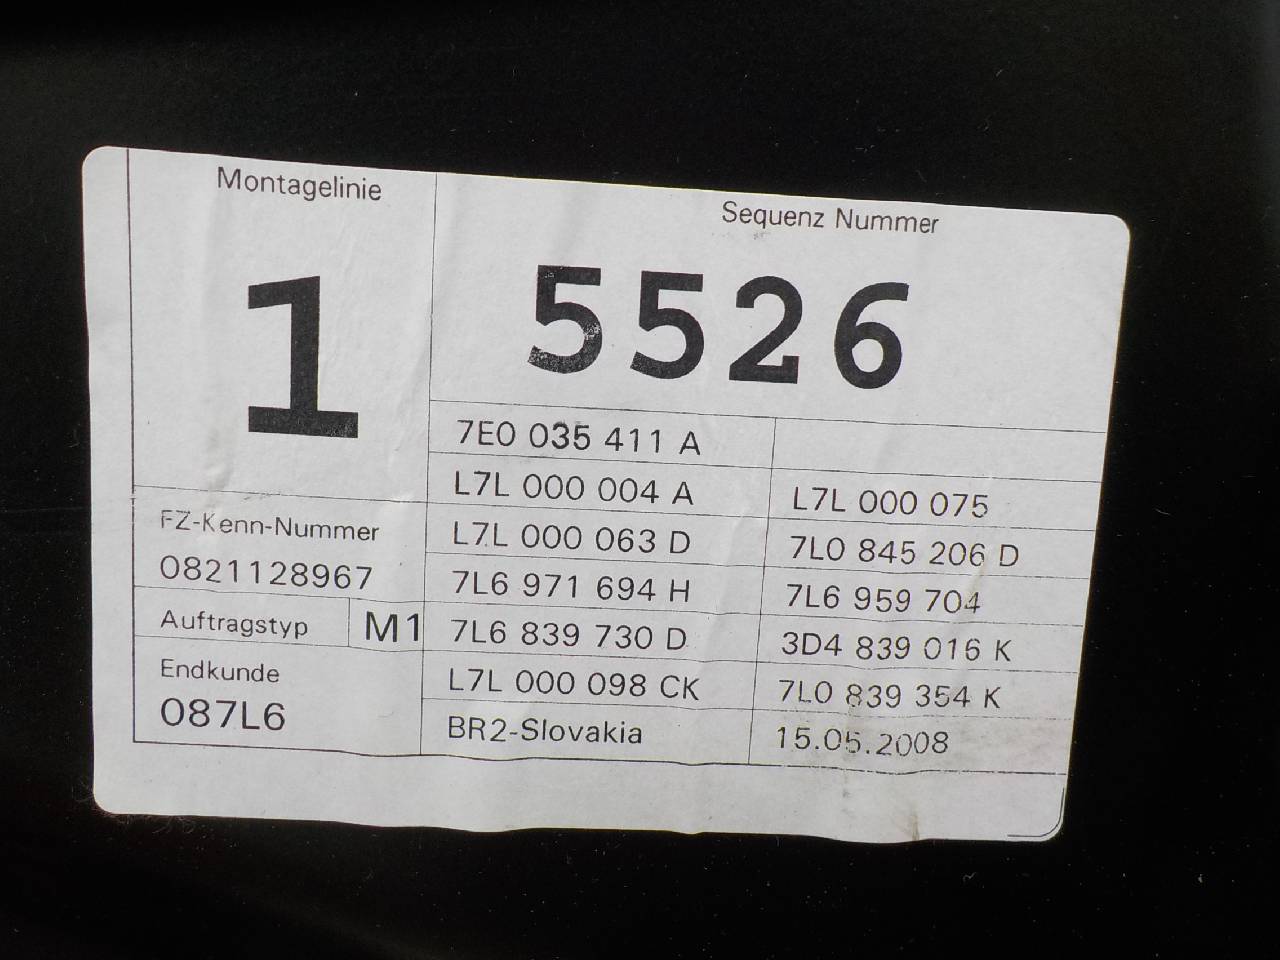 Montagelinie
Sequenz Nummer
1
5526
7E0 035 411 A
L7L 000 004 A
L7L 000 075
FZ-Kenn-Nummer
L7L 000 063 D
7L0 845 206 D
0821128967
7L6 971 694 H
7L6 959 704
Auftragstyp
M1
7L6 839 730 D
3D4 839 016 K
Endkunde
L7L 000 098 CK
7L0 839 354 K
087L6
BR2-Slovakia
15.05.2008